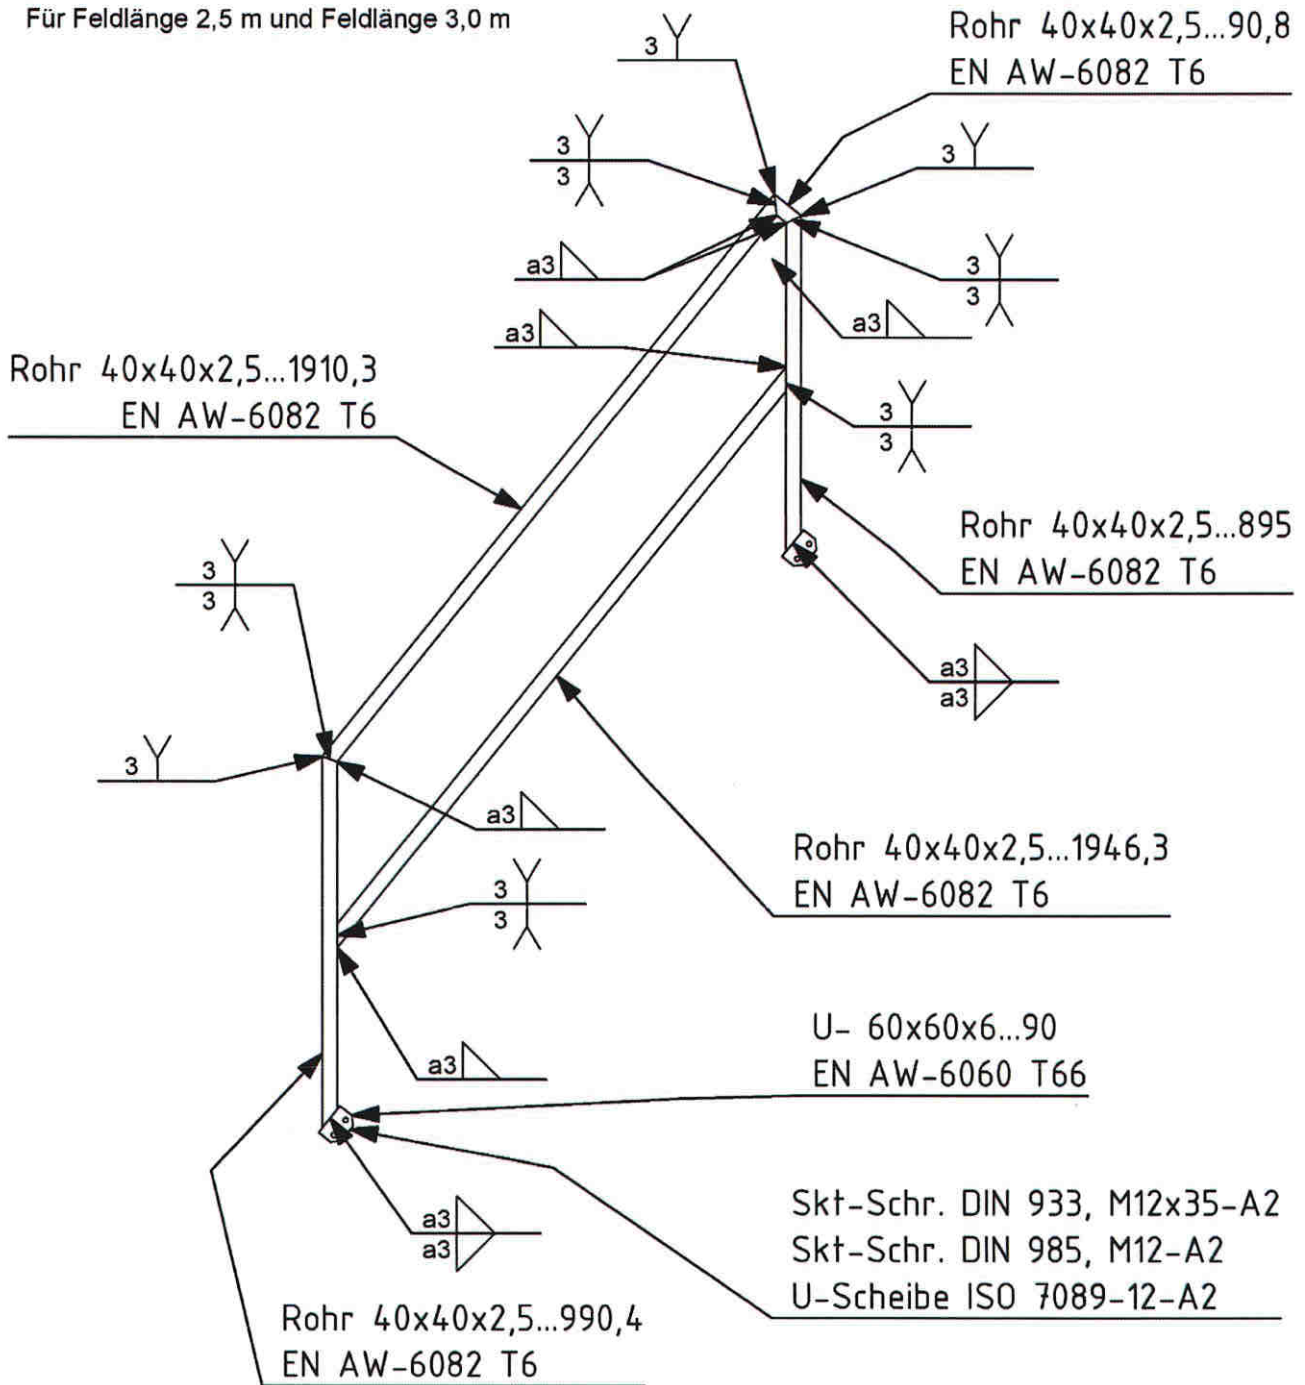 Für Feldlänge 2,5 m und Feldlänge 3,0 m
3
Rohr 40x40x2,5...90,8
EN AW-6082 T6
3
3
3
a3
3
3
a3
a3
Rohr 40x40x2,5...1910,3
EN AW-6082 T6
3
3
Rohr 40x40x2,5...895
EN AW-6082 T6
3
3
a3
a3
3
a3
Rohr 40x40x2,5...1946,3
EN AW-6082 T6
3
3
U- 60x60x6...90
EN AW-6060 T66
a3
Skt-Schr. DIN 933, M12x35-A2
Skt-Schr. DIN 985, M12-A2
U-Scheibe ISO 7089-12-A2
a3
a3
Rohr 40x40x2,5...990,4
EN AW-6082 T6